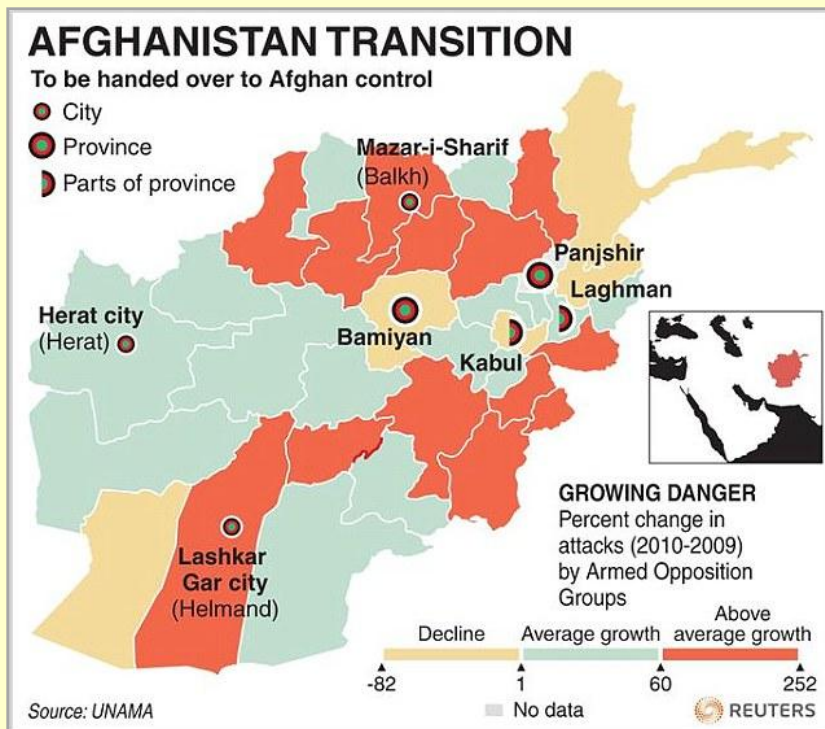 AFGHANISTAN TRANSITION
To be handed over to Afghan control
City
Province
Parts of province
Mazar-i-Sharif
(Balkh)
Panjshir
Laghman
Herat city
(Herat)
Bamiyan
Kabul
Lashkar
Gar city
(Helmand)
GROWING DANGER
Percent change in
attacks (2010-2009)
by Armed Opposition
Groups
Decline
Average growth
Above
average growth
-82
1
60
252
No data
Source: UNAMA
REUTERS